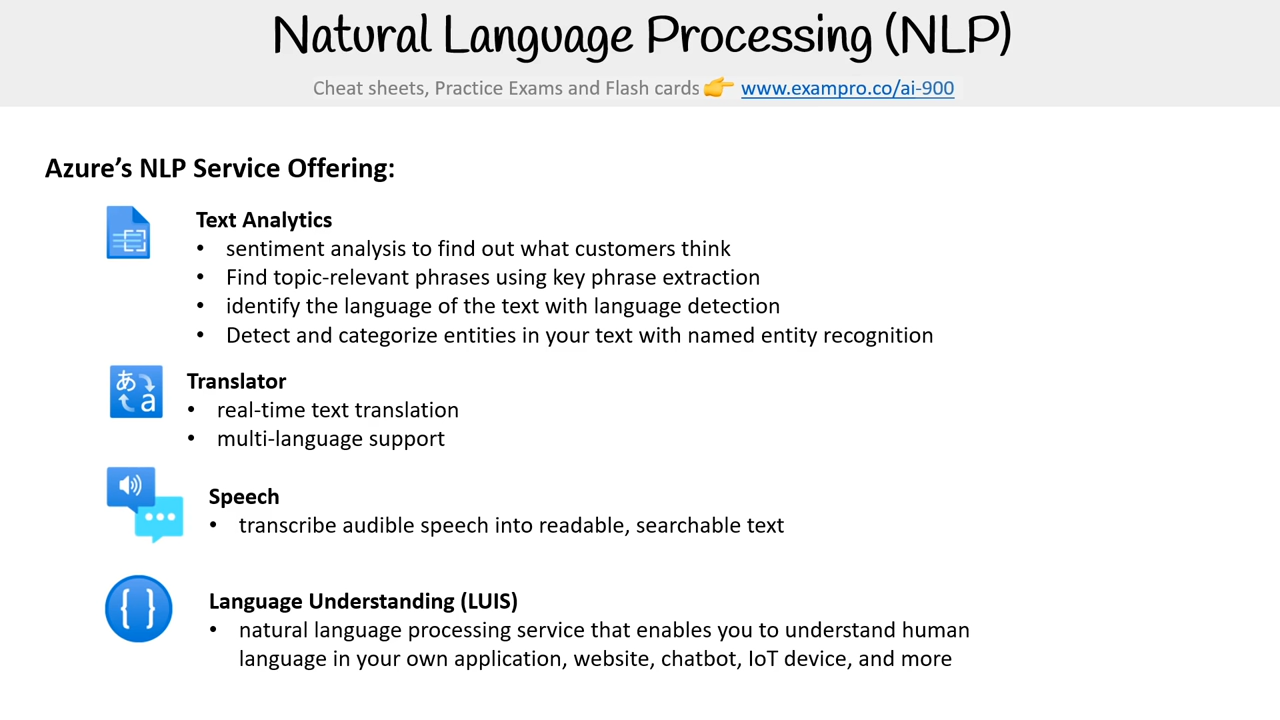 Natural Language Processing (NLP)
Cheat sheets, Practice Exams and Flash cards 👉 www.exampro.co/ai-900
Azure’s NLP Service Offering:
Text Analytics
• sentiment analysis to find out what customers think
• Find topic-relevant phrases using key phrase extraction
• identify the language of the text with language detection
• Detect and categorize entities in your text with named entity recognition
あ a
Translator
• real-time text translation
• multi-language support
Speech
• transcribe audible speech into readable, searchable text
{ }
Language Understanding (LUIS)
• natural language processing service that enables you to understand human
language in your own application, website, chatbot, IoT device, and more